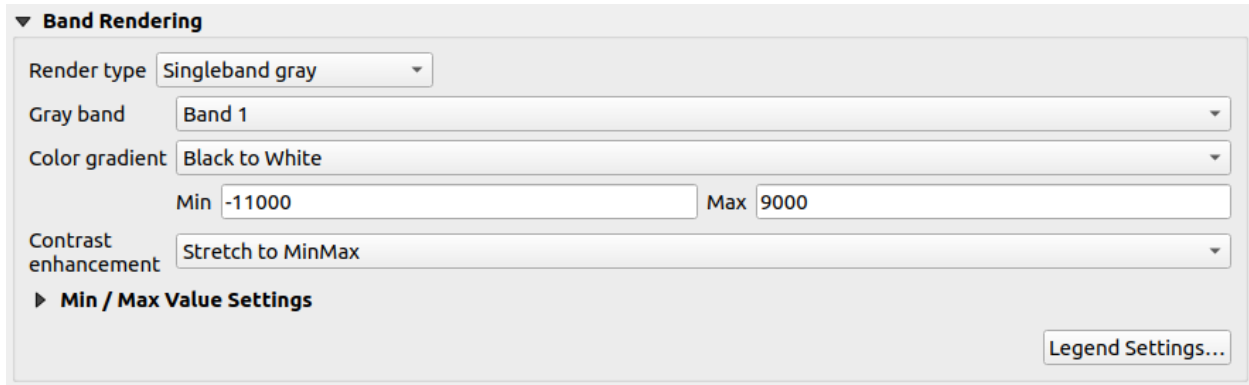 Band Rendering
Render type Singleband gray
Gray band Band 1
Color gradient Black to White
Min -11000 Max 9000
Contrast
enhancement Stretch to MinMax
Min / Max Value Settings
Legend Settings...